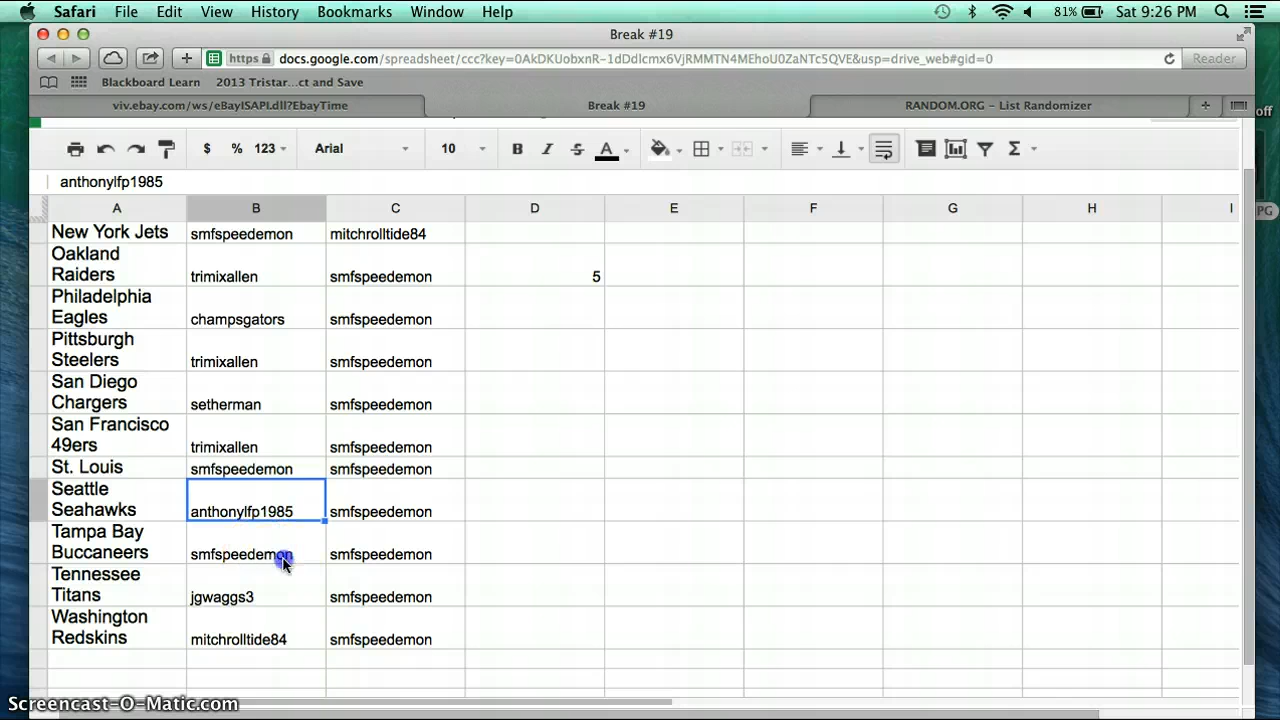 Safari File Edit View History Bookmarks Window Help 81% Sat 9:26 PM
Break #19
https docs.google.com/spreadsheet/ccc?key=0AkDKUobxnR-1dDdlcmx6VjRMMTN4MEhoU0ZaNTc5QVE&usp=drive_web#gid=0 Reader
Blackboard Learn 2013 Tristar...ct and Save
viv.ebay.com/ws/eBayISAPI.dll?EbayTime Break #19 RANDOM.ORG – List Randomizer + off
$ % 123 Arial 10 B I S A Σ
anthonylfp1985
PG
A B C D E F G H I
New York Jets smfspeedemon mitchrolltide84
Oakland
Raiders trimixallen smfspeedemon 5
Philadelphia
Eagles champsgators smfspeedemon
Pittsburgh
Steelers trimixallen smfspeedemon
San Diego
Chargers setherman smfspeedemon
San Francisco
49ers trimixallen smfspeedemon
St. Louis smfspeedemon smfspeedemon
Seattle
Seahawks anthonylfp1985 smfspeedemon
Tampa Bay
Buccaneers smfspeedemon smfspeedemon
Tennessee
Titans jgwaggs3 smfspeedemon
Washington
Redskins mitchrolltide84 smfspeedemon
Screencast-O-Matic.com